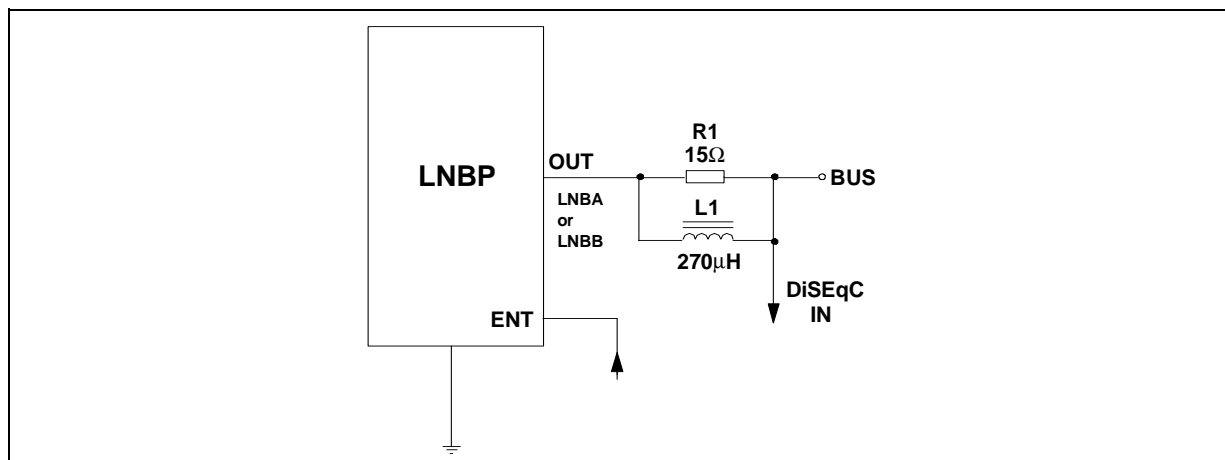 R1
15Ω
OUT
LNBP
BUS
LNBA
or
LNBB
L1
270μH
DiSEqC
IN
ENT